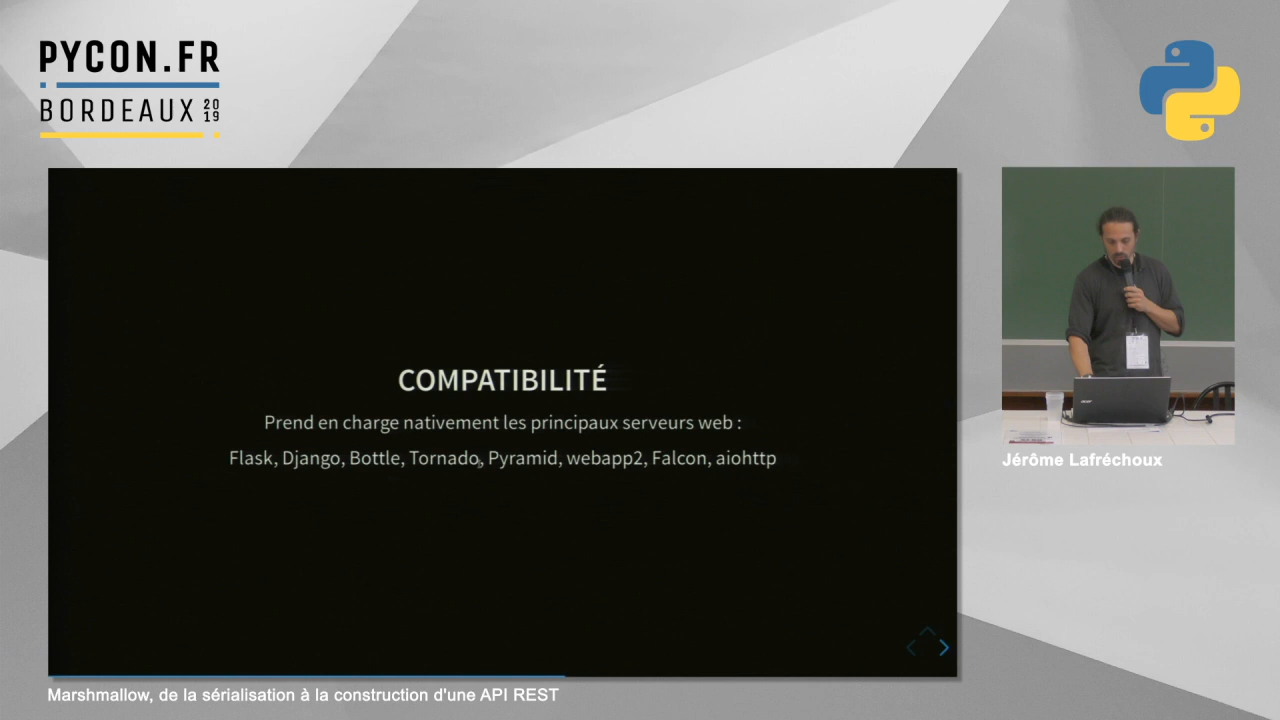 PYCON.FR
BORDEAUX 2019
COMPATIBILITÉ
Prend en charge nativement les principaux serveurs web :
Flask, Django, Bottle, Tornado, Pyramid, webapp2, Falcon, aiohttp
Jérôme Lafréchoux
Marshmallow, de la sérialisation à la construction d'une API REST